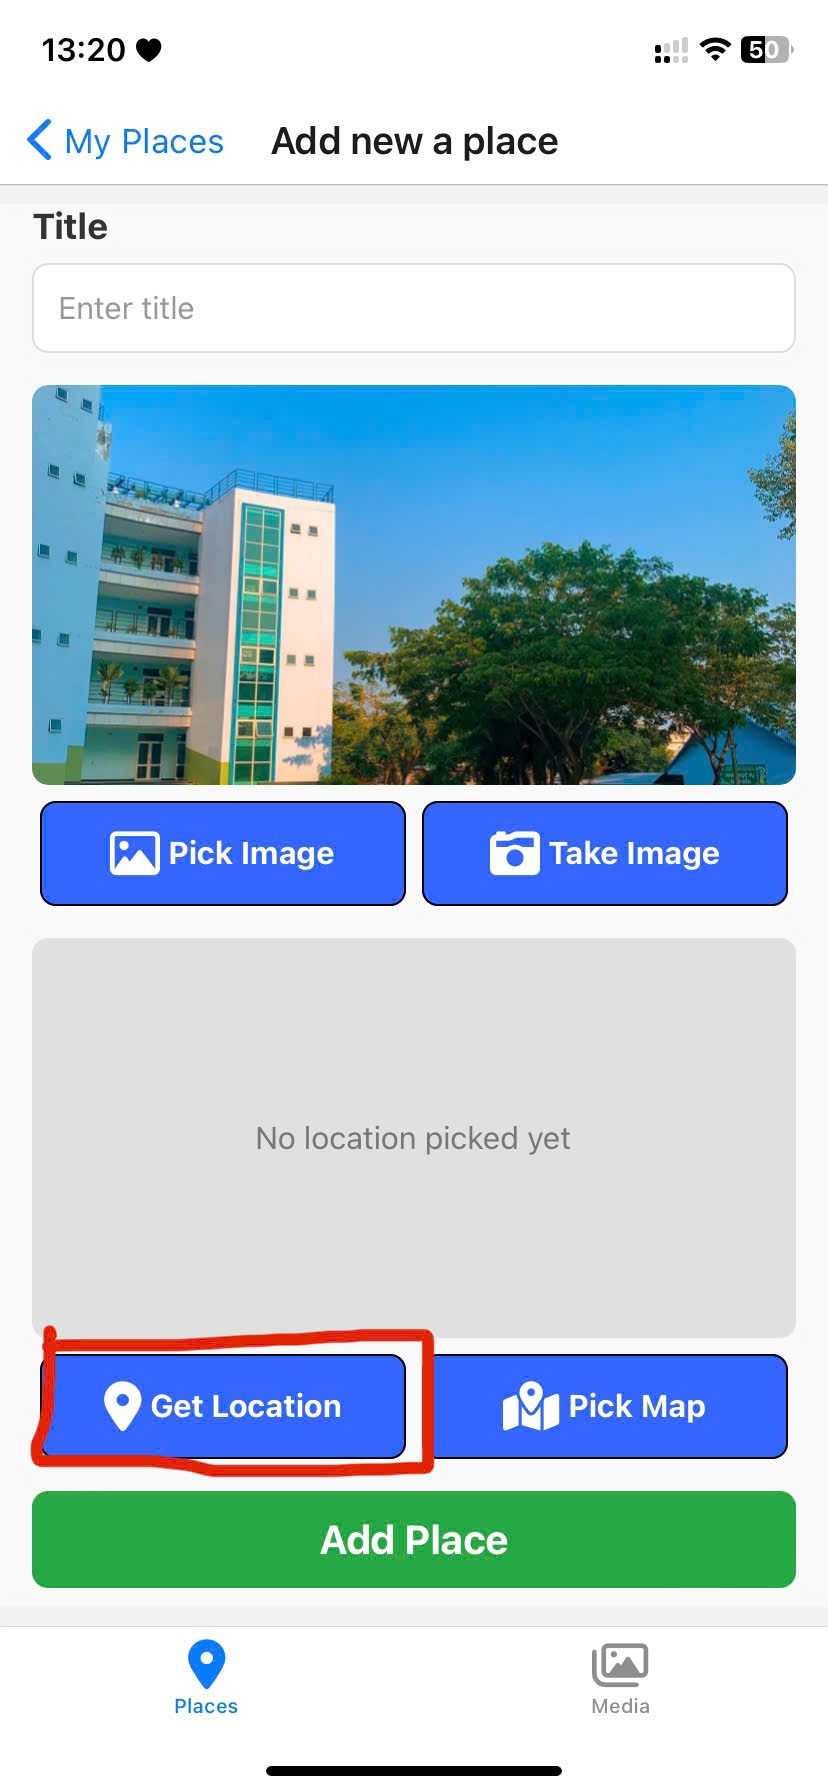 13:20
50
My Places
Add new a place
Title
Enter title
Pick Image
Take Image
No location picked yet
Get Location
Pick Map
Add Place
Places
Media